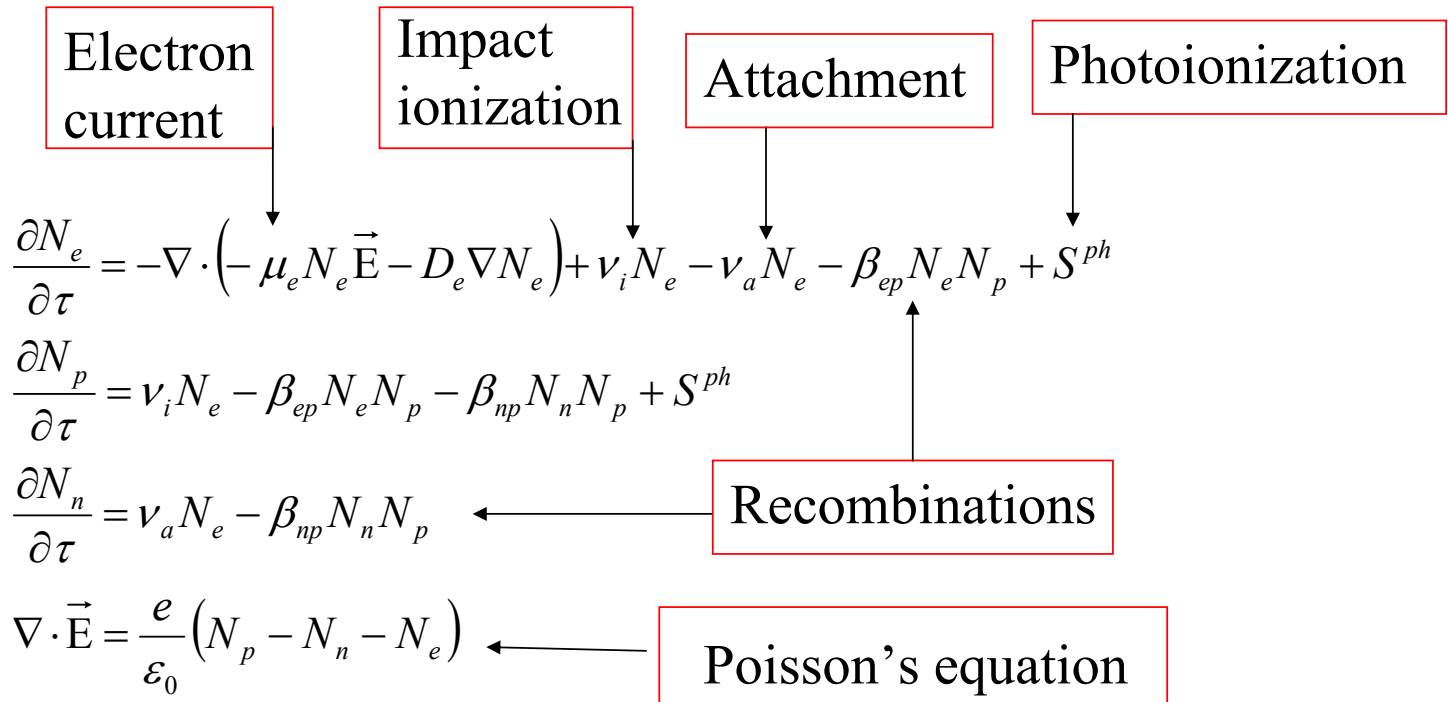 Electron
current
Impact
ionization
Attachment
Photoionization
∂N_e/∂τ = −∇ · (− μ_e N_e E⃗ − D_e ∇N_e) + ν_i N_e − ν_a N_e − β_ep N_e N_p + S^ph
∂N_p/∂τ = ν_i N_e − β_ep N_e N_p − β_np N_n N_p + S^ph
∂N_n/∂τ = ν_a N_e − β_np N_n N_p
Recombinations
∇ · E⃗ = e/ε_0 (N_p − N_n − N_e)
Poisson’s equation